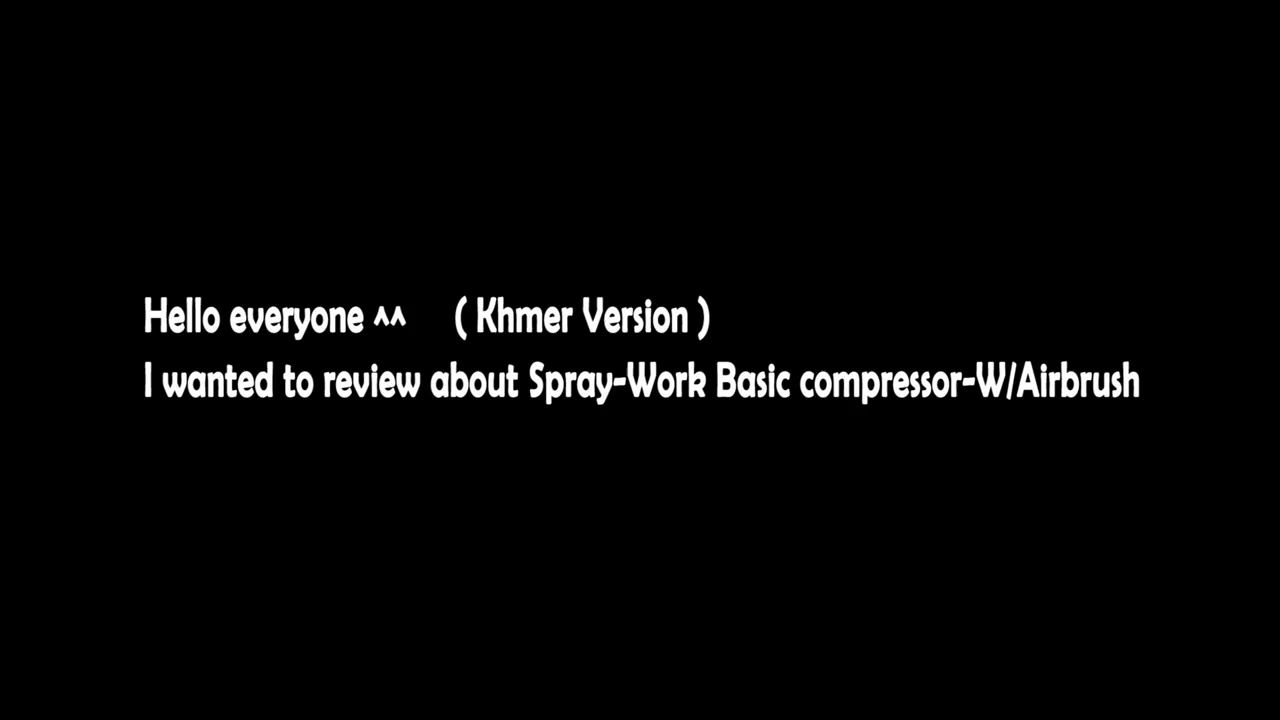 Hello everyone ^^ ( Khmer Version )
I wanted to review about Spray-Work Basic compressor-W/Airbrush